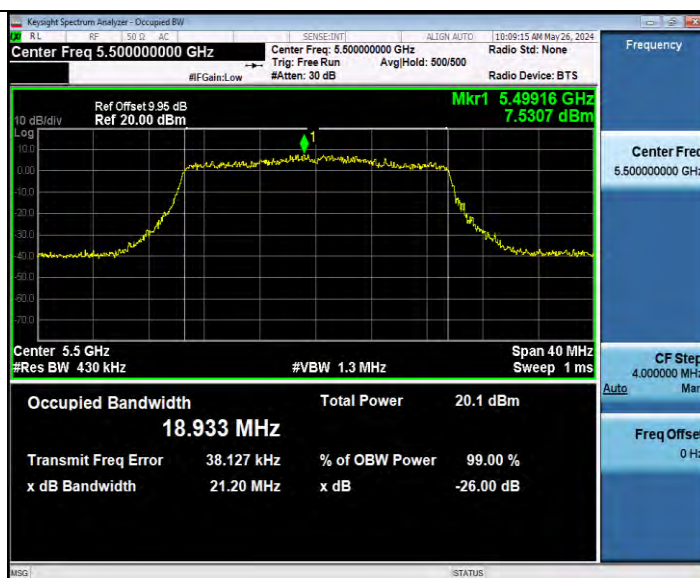 Keysight Spectrum Analyzer - Occupied BW
RL RF 50 Ω AC SENSE:INT ALIGN AUTO 10:09:15 AM May 26, 2024
Center Freq 5.500000000 GHz
Center Freq: 5.500000000 GHz
Radio Std: None
Trig: Free Run Avg|Hold: 500/500
#IFGain:Low #Atten: 30 dB Radio Device: BTS
Frequency
Ref Offset 9.95 dB
Mkr1 5.49916 GHz
10 dB/div Ref 20.00 dBm
7.5307 dBm
Log
1
10.0
0.00
-10.0
-20.0
-30.0
-40.0
-50.0
-60.0
-70.0
Center Freq
5.500000000 GHz
Center 5.5 GHz Span 40 MHz
#Res BW 430 kHz #VBW 1.3 MHz Sweep 1 ms
CF Step
4.000000 MHz
Auto Man
Freq Offset
0 Hz
Occupied Bandwidth Total Power 20.1 dBm
18.933 MHz
Transmit Freq Error 38.127 kHz % of OBW Power 99.00 %
x dB Bandwidth 21.20 MHz x dB -26.00 dB
MSG STATUS